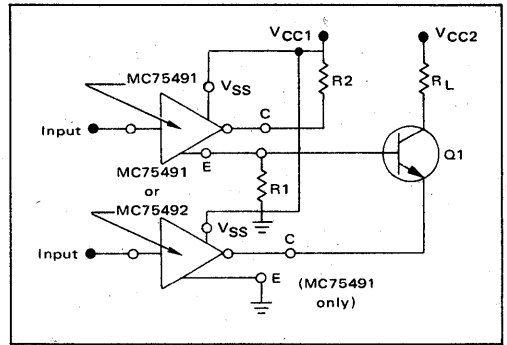 VCC1
VCC2
MC75491
VSS
R2
RL
C
Input
E
Q1
MC75491
or
MC75492
R1
VSS
C
Input
E
(MC75491
only)